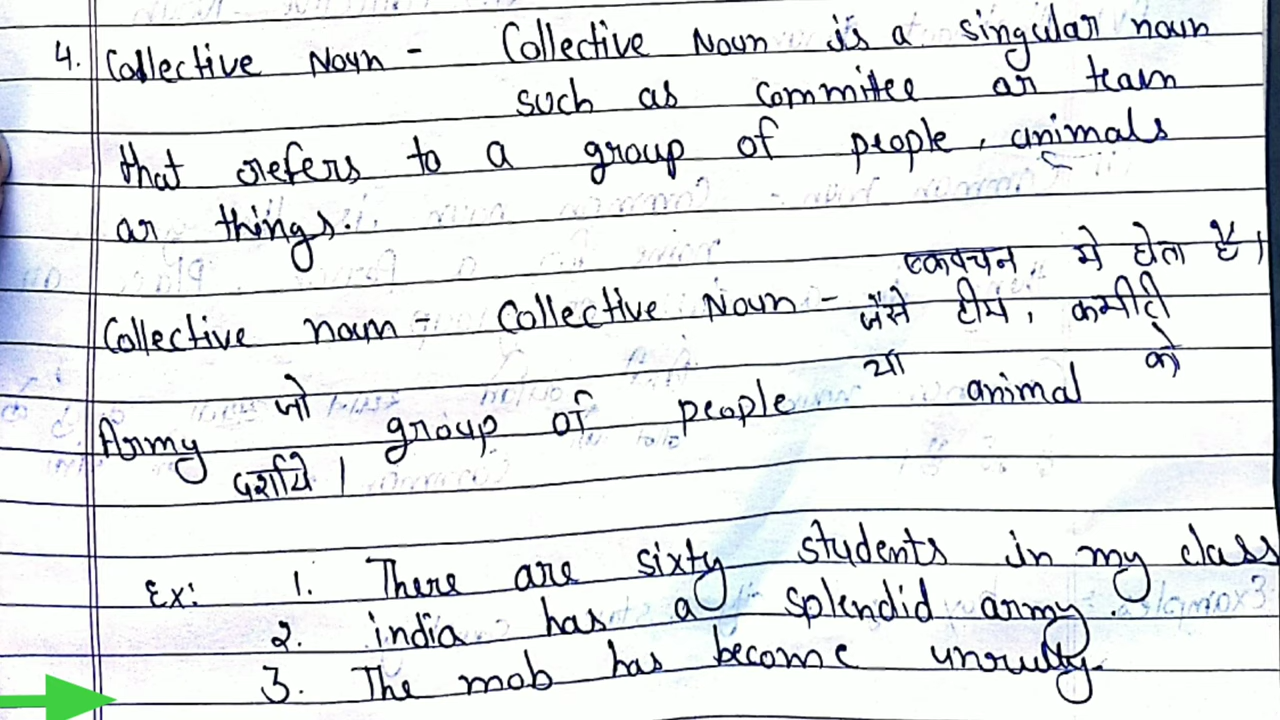 4. Collective Noun - Collective Noun is a singular noun
such as committee or team
that refers to a group of people, animals
or things.
Collective noun - Collective Noun - एकवचन मे होता है।
जैसे टीम, कमीटी या
Army जो group of people animal को
दर्शाये।
Ex: 1. There are sixty students in my class
2. india has a splendid army.
3. The mob has become unrully.